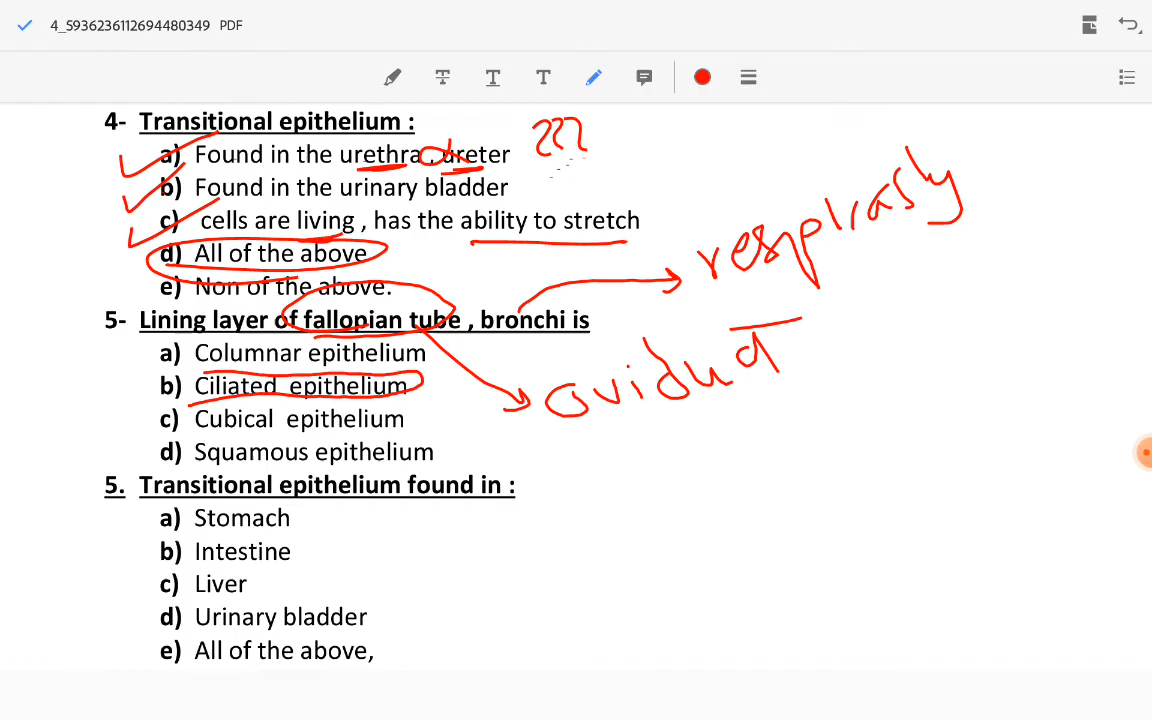 4_5936236112694480349 PDF
4- Transitional epithelium :
a) Found in the urethra , ureter ???
b) Found in the urinary bladder
c) cells are living , has the ability to stretch
d) All of the above
e) Non of the above.
respirasly
5- Lining layer of fallopian tube , bronchi is
a) Columnar epithelium
b) Ciliated epithelium
oviduct
c) Cubical epithelium
d) Squamous epithelium
5. Transitional epithelium found in :
a) Stomach
b) Intestine
c) Liver
d) Urinary bladder
e) All of the above,